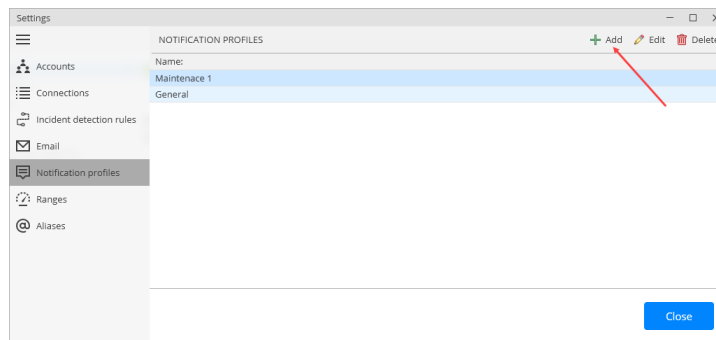 Settings
NOTIFICATION PROFILES
Add
Edit
Delete
Name:
Maintenace 1
General
Accounts
Connections
Incident detection rules
Email
Notification profiles
Ranges
Aliases
Close